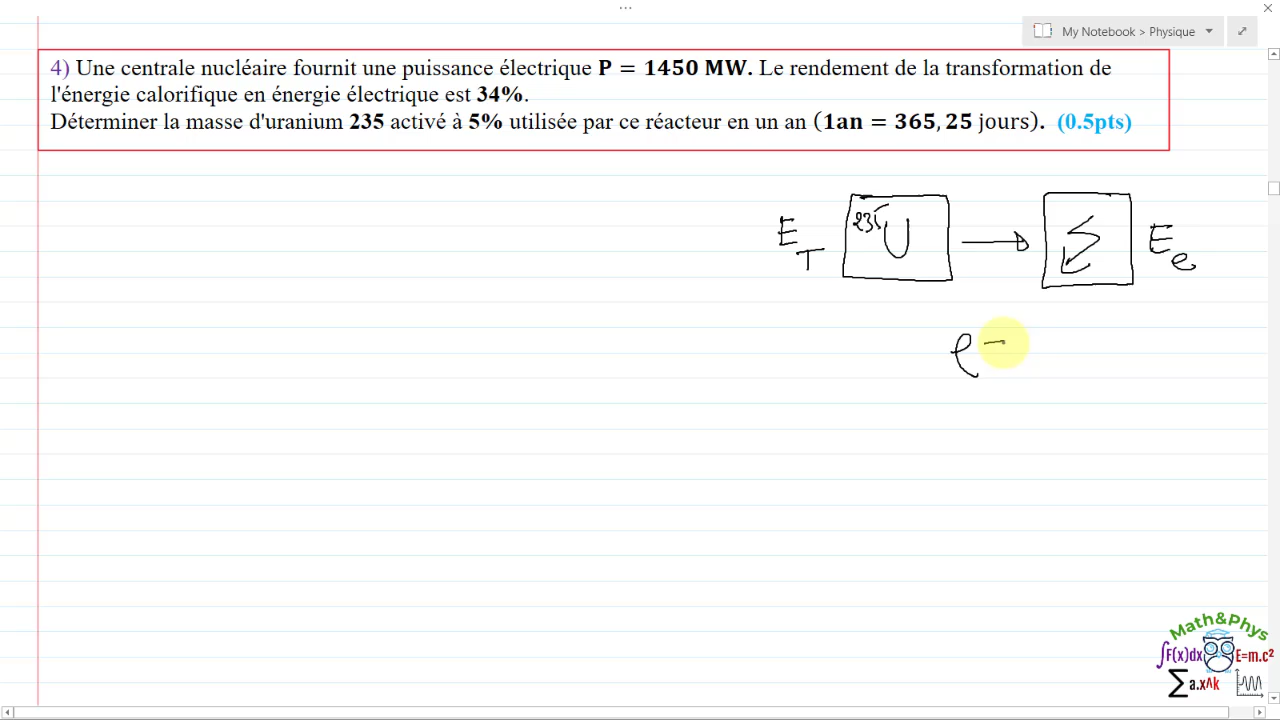 My Notebook > Physique
4) Une centrale nucléaire fournit une puissance électrique P = 1450 MW. Le rendement de la transformation de
l'énergie calorifique en énergie électrique est 34%.
Déterminer la masse d'uranium 235 activé à 5% utilisée par ce réacteur en un an (1an = 365,25 jours). (0.5pts)
E_T 235 U → E_e
Math&Phys
∫F(x)dx E=m.c²
∑ a.x^k